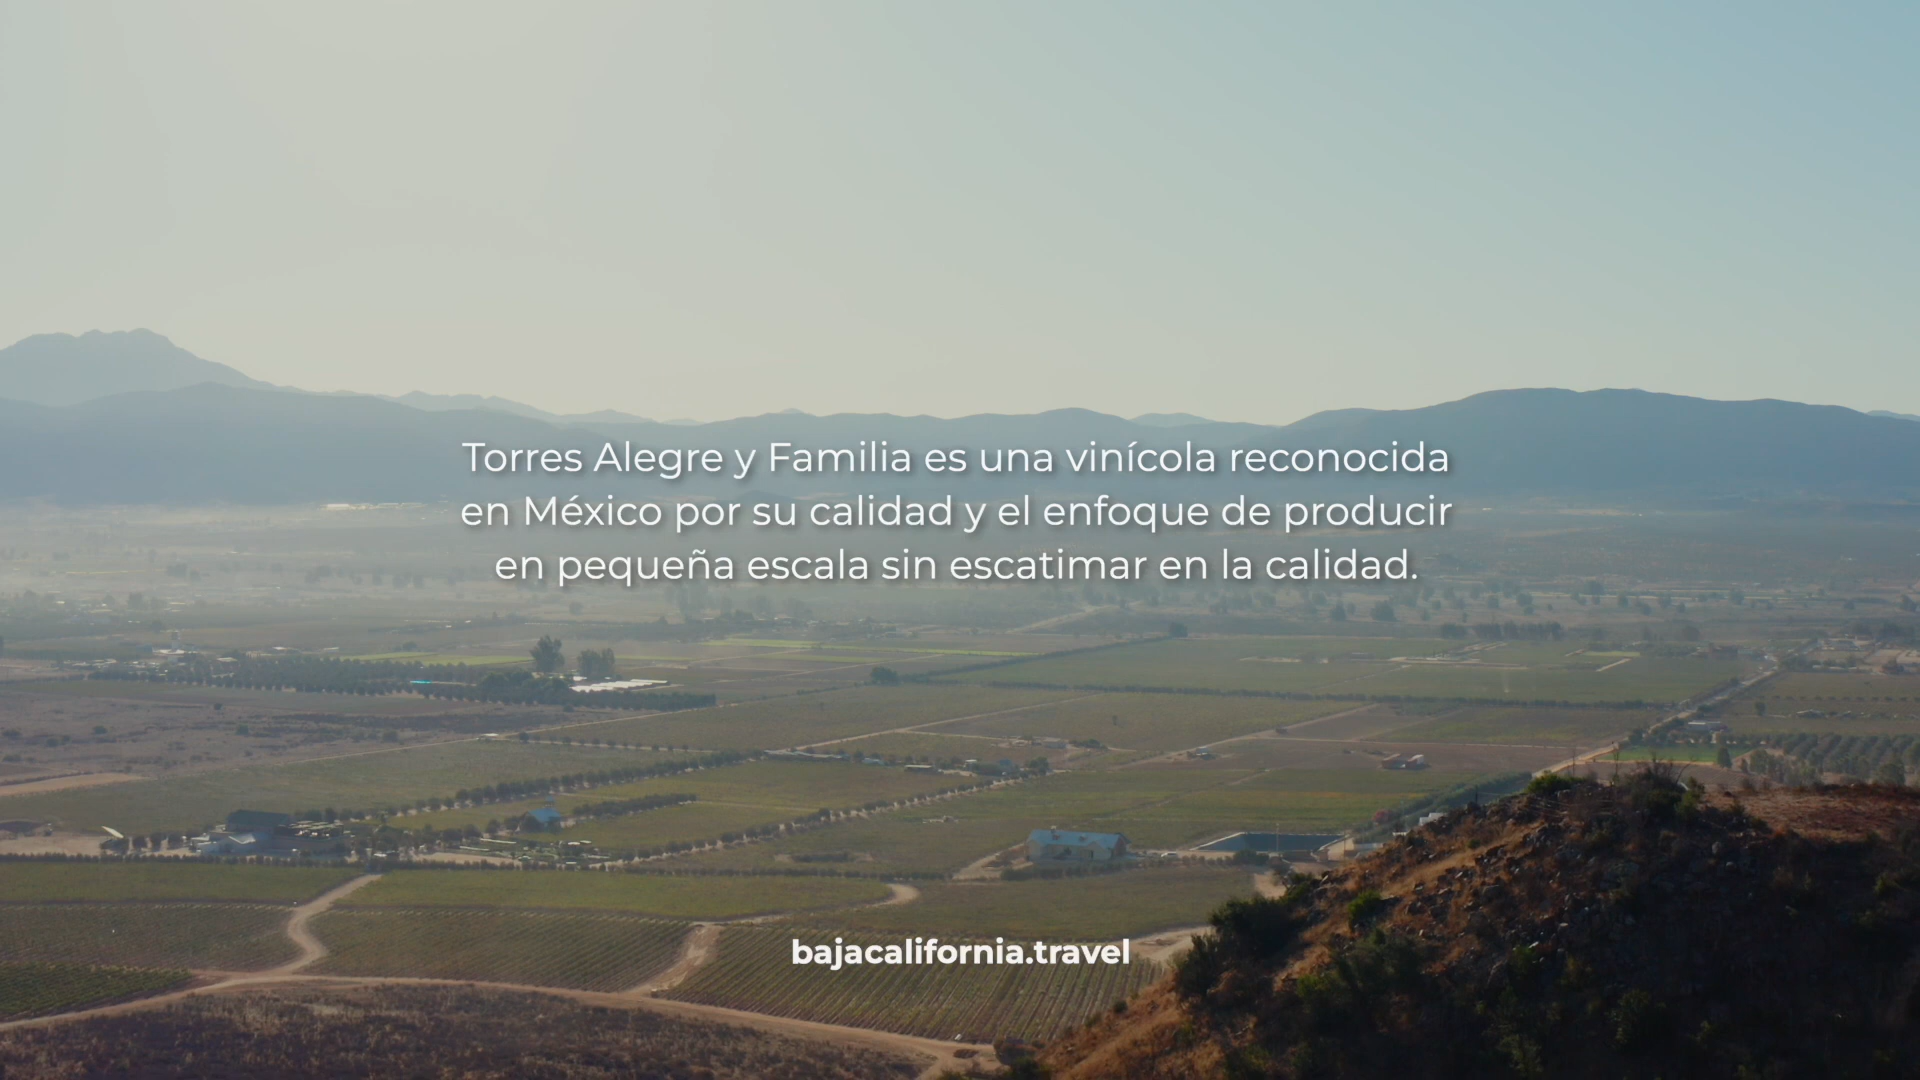 Torres Alegre y Familia es una vinícola reconocida
en México por su calidad y el enfoque de producir
en pequeña escala sin escatimar en la calidad.
bajacalifornia.travel